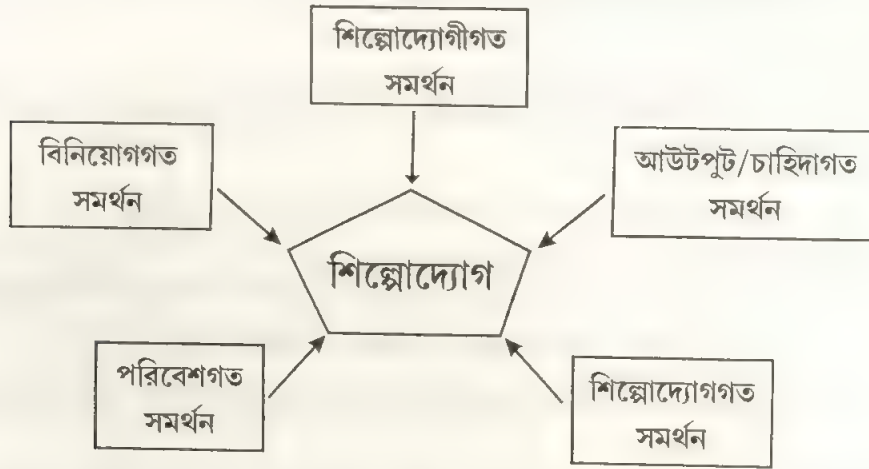 শিল্পোদ্যোগীগত
সমর্থন
বিনিয়োগগত
সমর্থন
আউটপুট/চাহিদাগত
সমর্থন
শিল্পোদ্যোগ
পরিবেশগত
সমর্থন
শিল্পোদ্যোগগত
সমর্থন